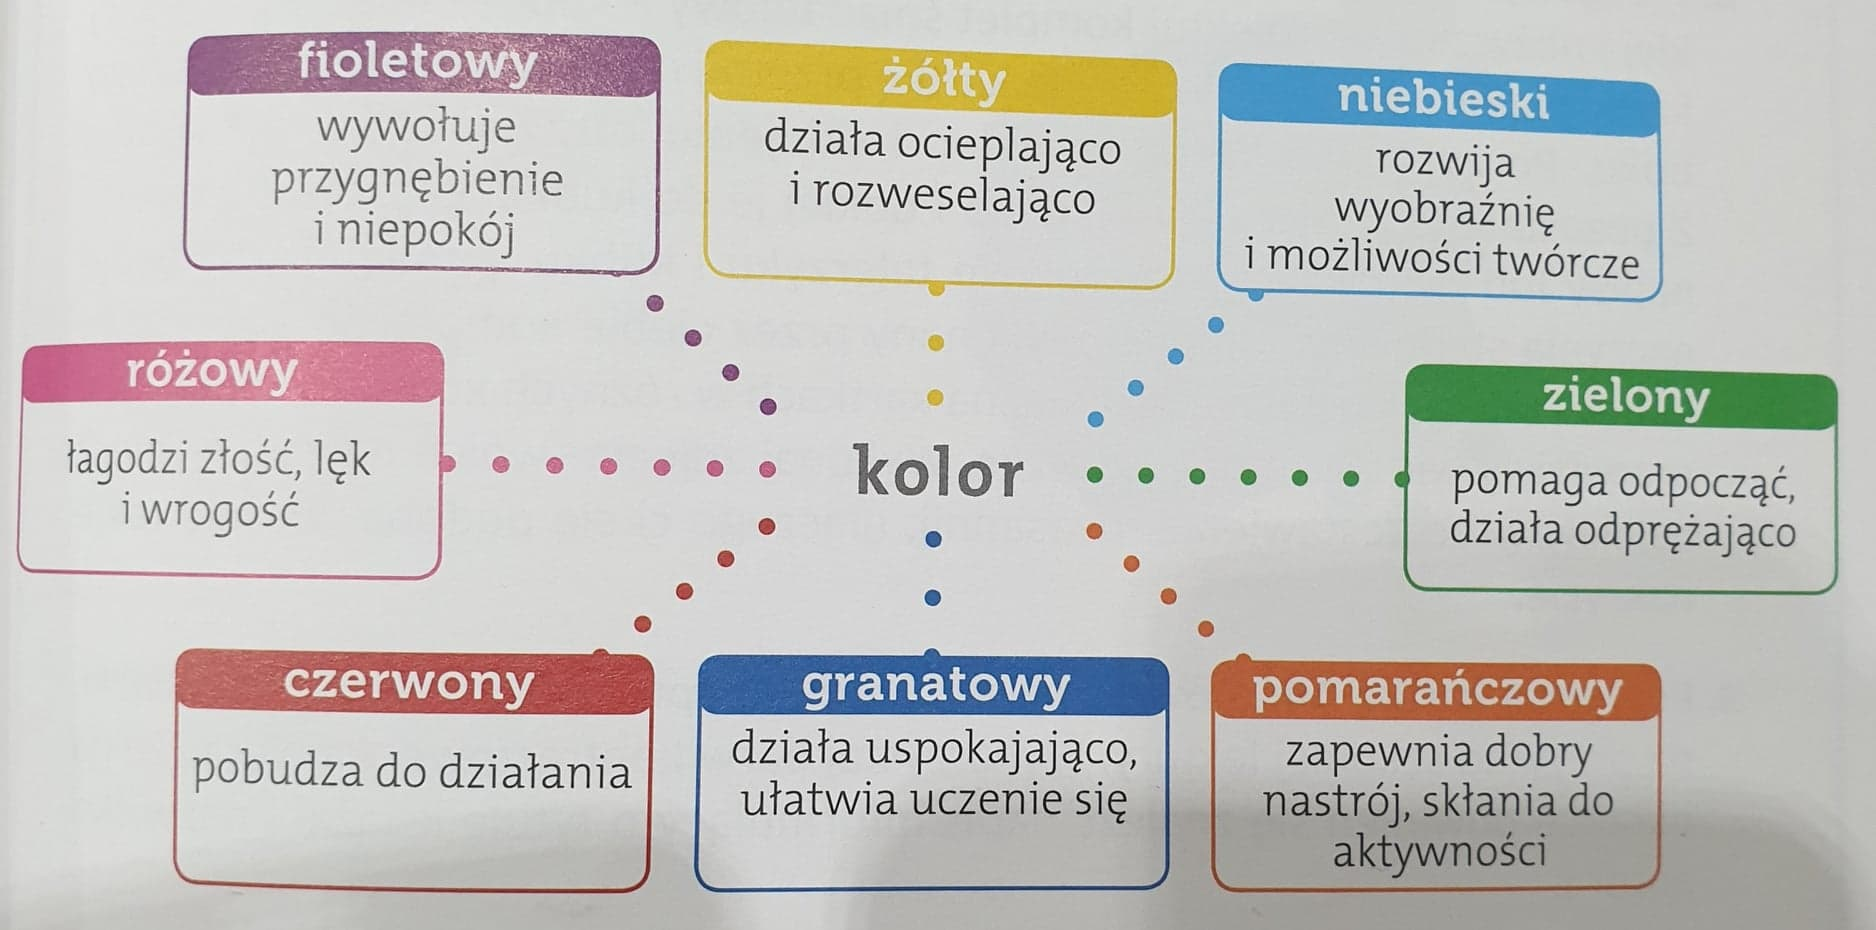 fioletowy
wywołuje
przygnębienie
i niepokój
żółty
działa ocieplająco
i rozweselająco
niebieski
rozwija
wyobraźnię
i możliwości twórcze
różowy
łagodzi złość, lęk
i wrogość
kolor
zielony
pomaga odpocząć,
działa odprężająco
czerwony
pobudza do działania
granatowy
działa uspokajająco,
ułatwia uczenie się
pomarańczowy
zapewnia dobry
nastrój, skłania do
aktywności